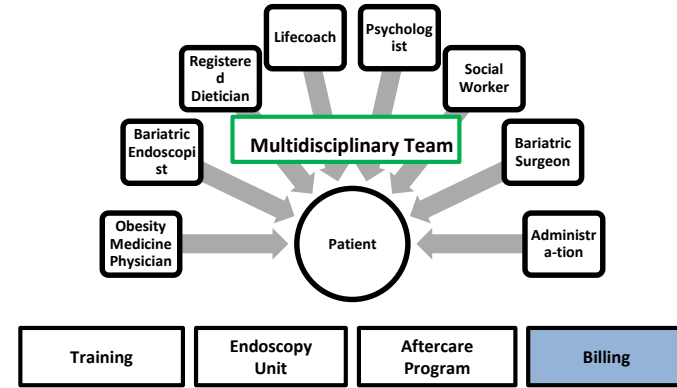 Lifecoach
Psycholog
ist
Registere
d
Dietician
Social
Worker
Multidisciplinary Team
Bariatric
Endoscopi
st
Bariatric
Surgeon
Obesity
Medicine
Physician
Patient
Administr
a-tion
Training
Endoscopy
Unit
Aftercare
Program
Billing